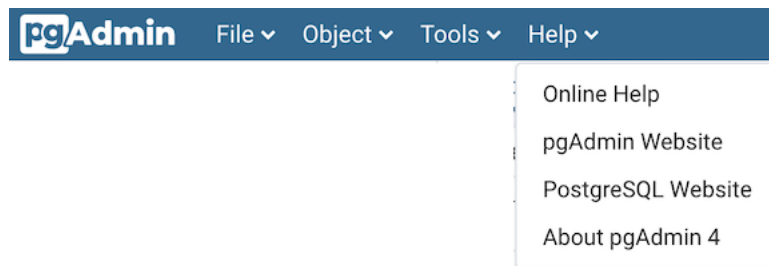 pgAdmin File Object Tools Help
Online Help
pgAdmin Website
PostgreSQL Website
About pgAdmin 4